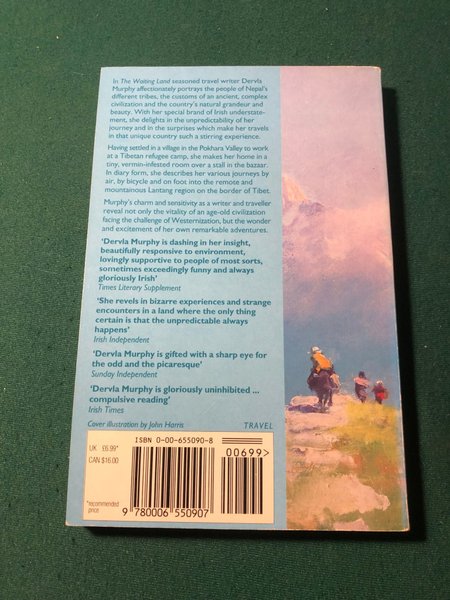 In The Waiting Land seasoned travel writer Dervla
Murphy affectionately portrays the people of Nepal's
different tribes, the customs of an ancient, complex
civilization and the country's natural grandeur and
beauty. With her special brand of Irish understate-
ment, she delights in the unpredictability of her
journey and in the surprises which make her travels
in that unique country such a stirring experience.
Having settled in a village in the Pokhara Valley to work
at a Tibetan refugee camp, she makes her home in a
tiny, vermin-infested room over a stall in the bazaar.
In diary form, she describes her various journeys by
air, by bicycle and on foot into the remote and
mountainous Lantang region on the border of Tibet.
Murphy's charm and sensitivity as a writer and traveller
reveal not only the vitality of an age-old civilization
facing the challenge of Westernization, but the wonder
and excitement of her own remarkable adventures.
'Dervla Murphy is dashing in her insight,
beautifully responsive to environment,
lovingly supportive to people of most sorts,
sometimes exceedingly funny and always
gloriously Irish'
Times Literary Supplement
'She revels in bizarre experiences and strange
encounters in a land where the only thing
certain is that the unpredictable always
happens'
Irish Independent
'Dervla Murphy is gifted with a sharp eye for
the odd and the picaresque'
Sunday Independent
'Dervla Murphy is gloriously uninhibited ...
compulsive reading'
Irish Times
Cover illustration by John Harris
TRAVEL
UK £6.99*
CAN $16.00
*recommended
price
ISBN 0-00-655090-8
00699>
9 780006 550907